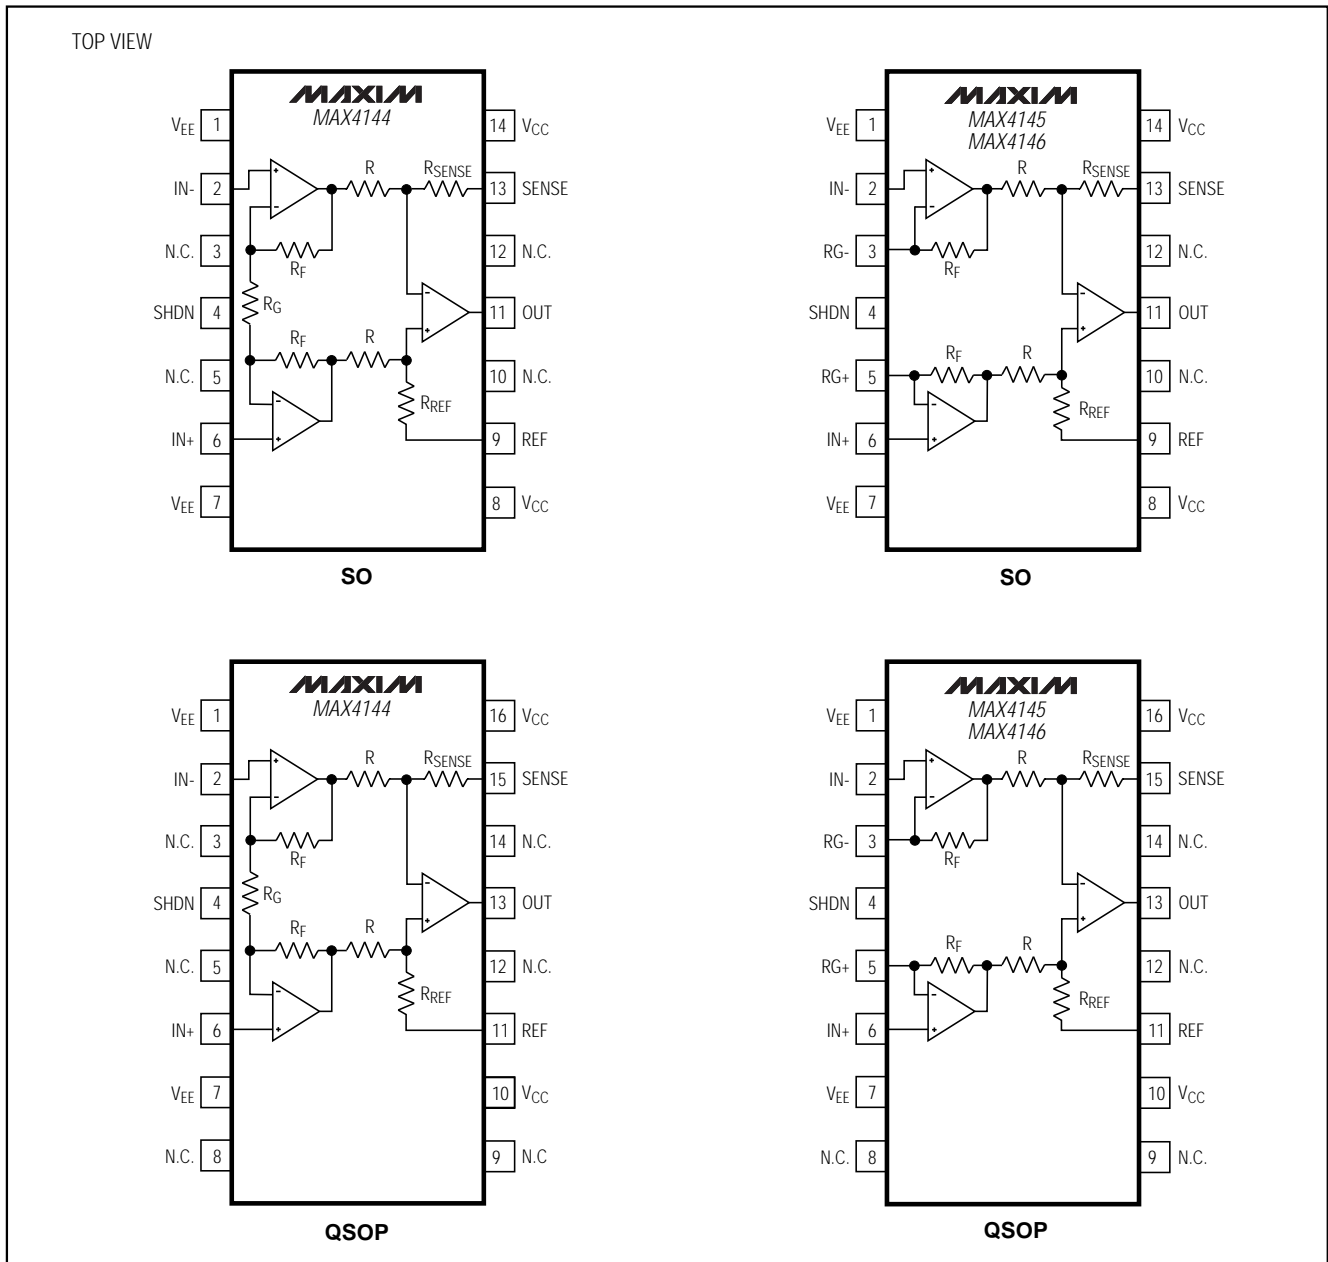 TOP VIEW
MAXIM
MAX4144
VEE 1
14 VCC
R
RSENSE
IN- 2
13 SENSE
+
-
N.C. 3
12 N.C.
RF
RG
SHDN 4
-
+
11 OUT
RF
R
N.C. 5
10 N.C.
-
+
RREF
IN+ 6
9 REF
VEE 7
8 VCC
SO
MAXIM
MAX4145
MAX4146
VEE 1
14 VCC
R
RSENSE
IN- 2
13 SENSE
+
-
RG- 3
12 N.C.
RF
SHDN 4
-
+
11 OUT
RF
R
RG+ 5
10 N.C.
-
+
RREF
IN+ 6
9 REF
VEE 7
8 VCC
SO
MAXIM
MAX4144
VEE 1
16 VCC
R
RSENSE
IN- 2
15 SENSE
+
-
N.C. 3
14 N.C.
RF
RG
SHDN 4
-
+
13 OUT
RF
R
N.C. 5
12 N.C.
-
+
RREF
IN+ 6
11 REF
VEE 7
10 VCC
N.C. 8
9 N.C
QSOP
MAXIM
MAX4145
MAX4146
VEE 1
16 VCC
R
RSENSE
IN- 2
15 SENSE
+
-
RG- 3
14 N.C.
RF
SHDN 4
-
+
13 OUT
RF
R
RG+ 5
12 N.C.
-
+
RREF
IN+ 6
11 REF
VEE 7
10 VCC
N.C. 8
9 N.C.
QSOP